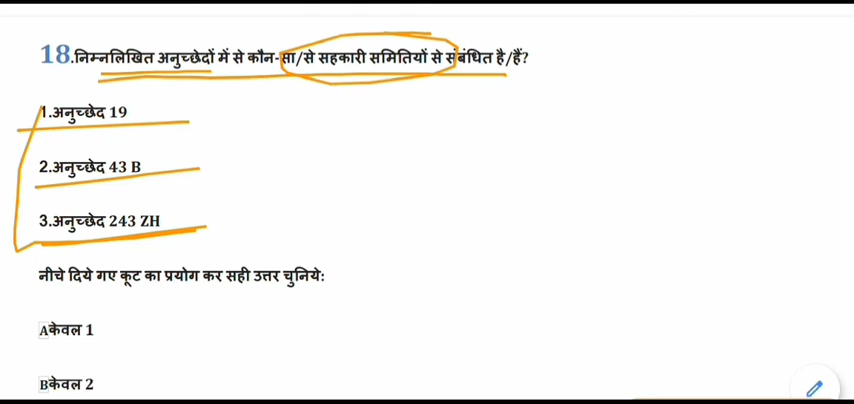 18.निम्नलिखित अनुच्छेदों में से कौन-सा/से सहकारी समितियों से संबंधित है/हैं?
1.अनुच्छेद 19
2.अनुच्छेद 43 B
3.अनुच्छेद 243 ZH
नीचे दिये गए कूट का प्रयोग कर सही उत्तर चुनिये:
Aकेवल 1
Bकेवल 2